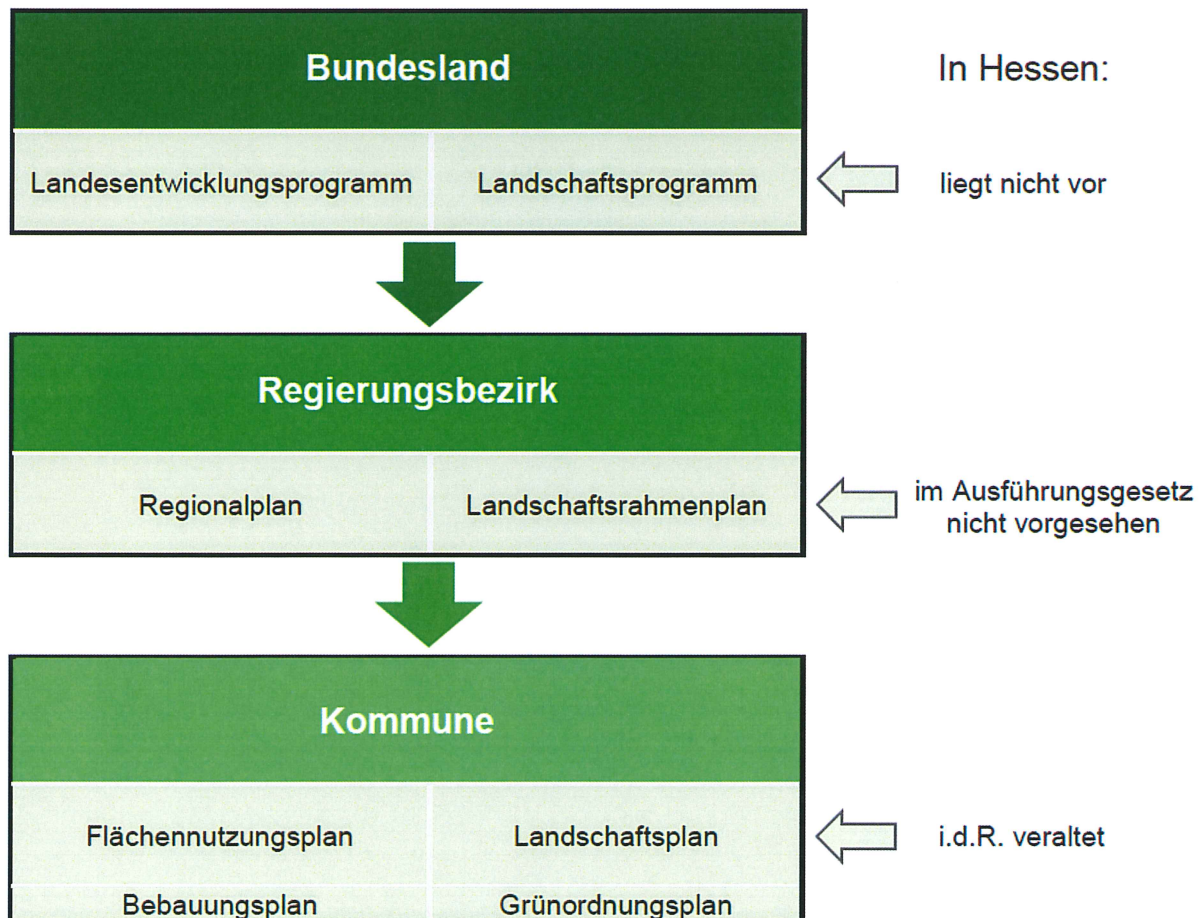 Bundesland
In Hessen:
Landesentwicklungsprogramm
Landschaftsprogramm
liegt nicht vor
Regierungsbezirk
Regionalplan
Landschaftsrahmenplan
im Ausführungsgesetz
nicht vorgesehen
Kommune
Flächennutzungsplan
Landschaftsplan
i.d.R. veraltet
Bebauungsplan
Grünordnungsplan